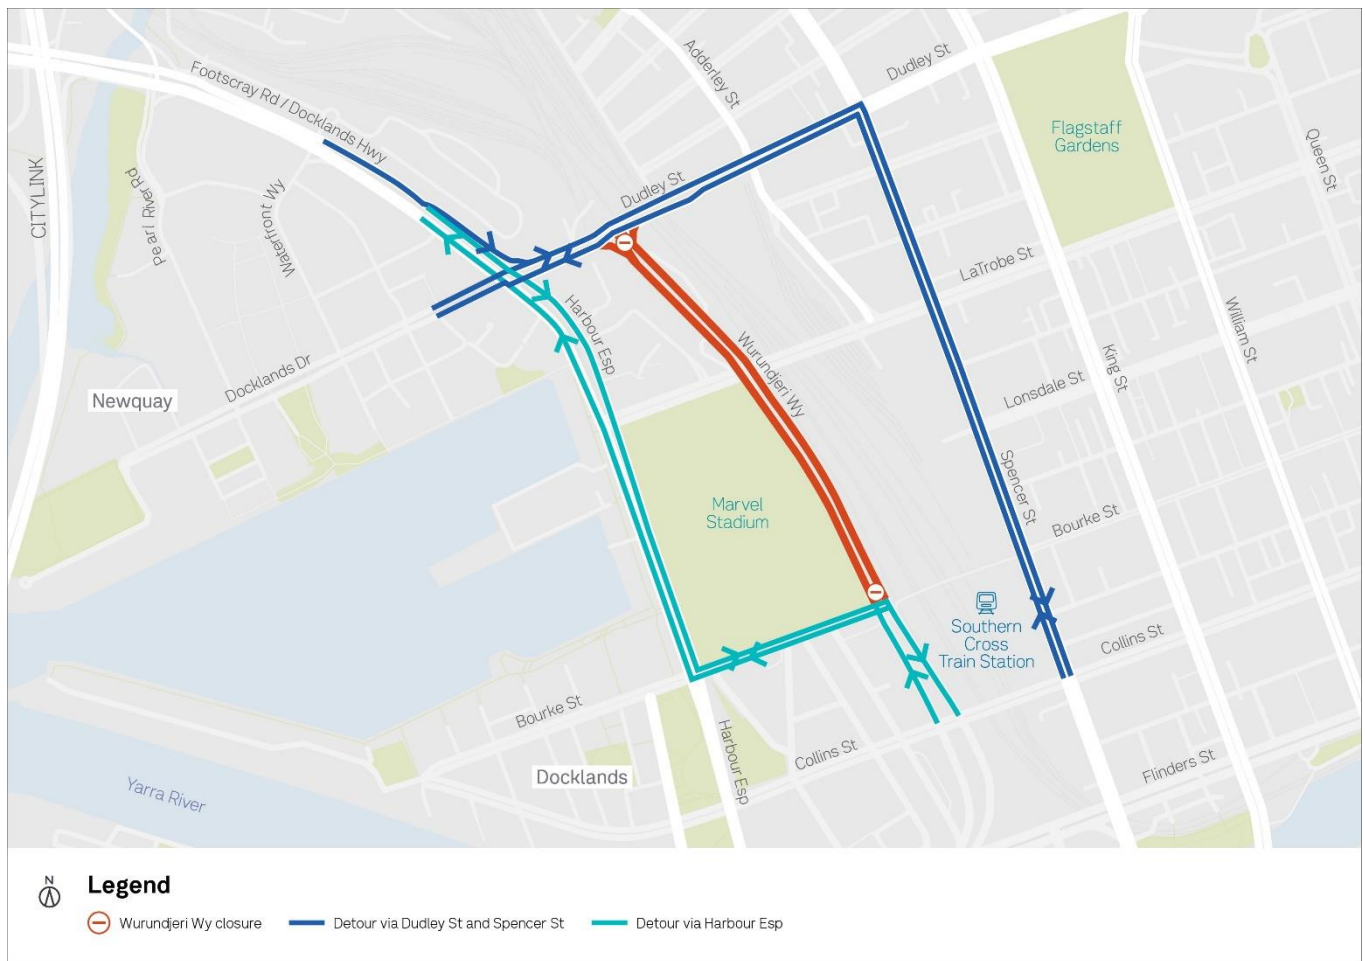 Footscray Rd / Docklands Hwy
Adderley St
Dudley St
Flagstaff
Gardens
Queen St
CITYLINK
Pearl River Rd
Waterfront Wy
Dudley St
LaTrobe St
William St
Harbour Esp
Wurundjeri Wy
King St
Newquay
Docklands Dr
Lonsdale St
Marvel
Stadium
Spencer St
Bourke St
Southern
Cross
Train Station
Collins St
Bourke St
Harbour Esp
Collins St
Flinders St
Docklands
Yarra River
N
Legend
Wurundjeri Wy closure
Detour via Dudley St and Spencer St
Detour via Harbour Esp